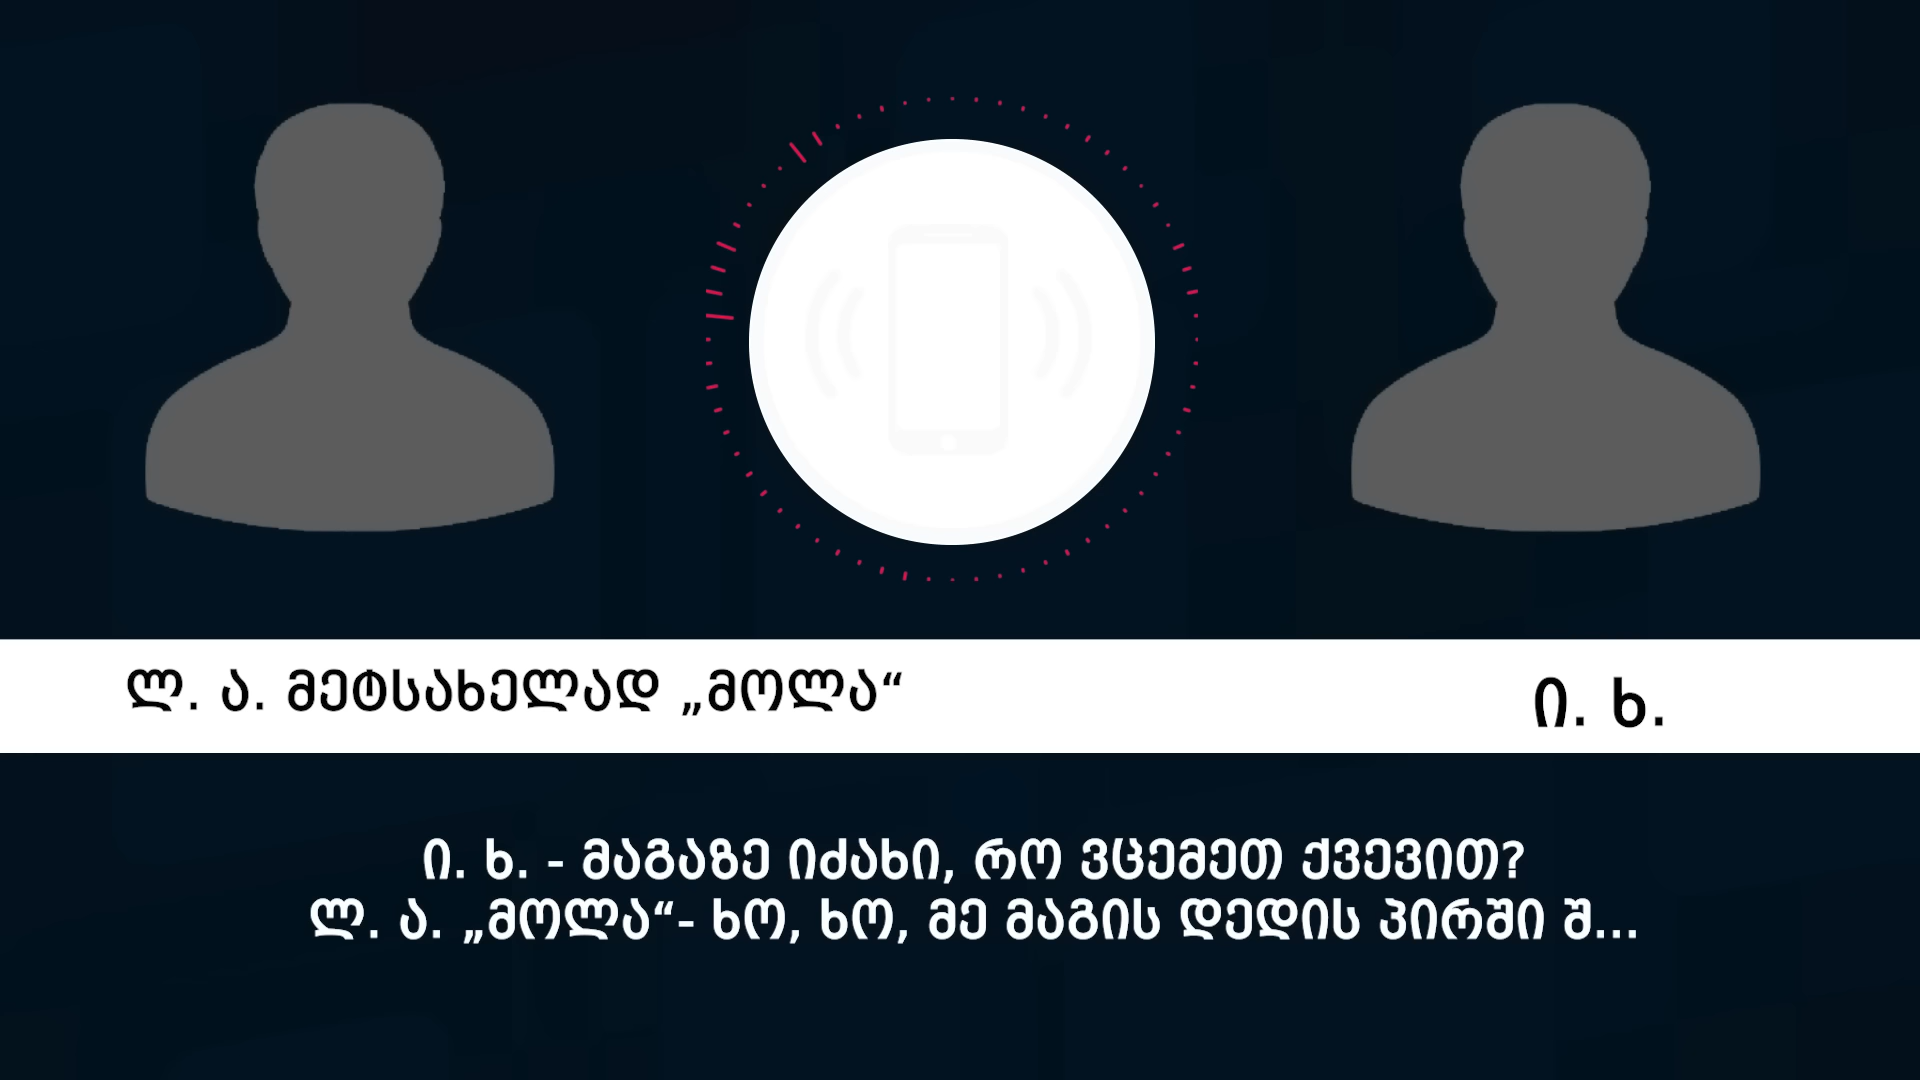 ლ. ა. მეტსახელად „მოლა“
ი. ხ.
ი. ხ. - მაგაზე იძახი, რო ვცემეთ ქვევით?
ლ. ა. „მოლა“- ხო, ხო, მე მაგის დედის პირში შ...